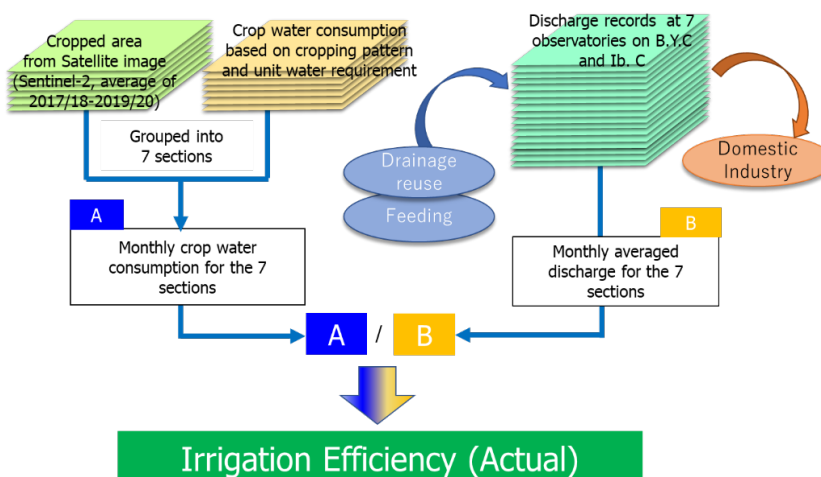 Cropped area
from Satellite image
(Sentinel-2, average of
2017/18-2019/20)
Crop water consumption
based on cropping pattern
and unit water requirement
Discharge records at 7
observatories on B.Y.C
and Ib. C
Grouped into
7 sections
Drainage
reuse
Feeding
Domestic
Industry
A
Monthly crop water
consumption for the 7
sections
B
Monthly averaged
discharge for the 7
sections
A / B
Irrigation Efficiency (Actual)